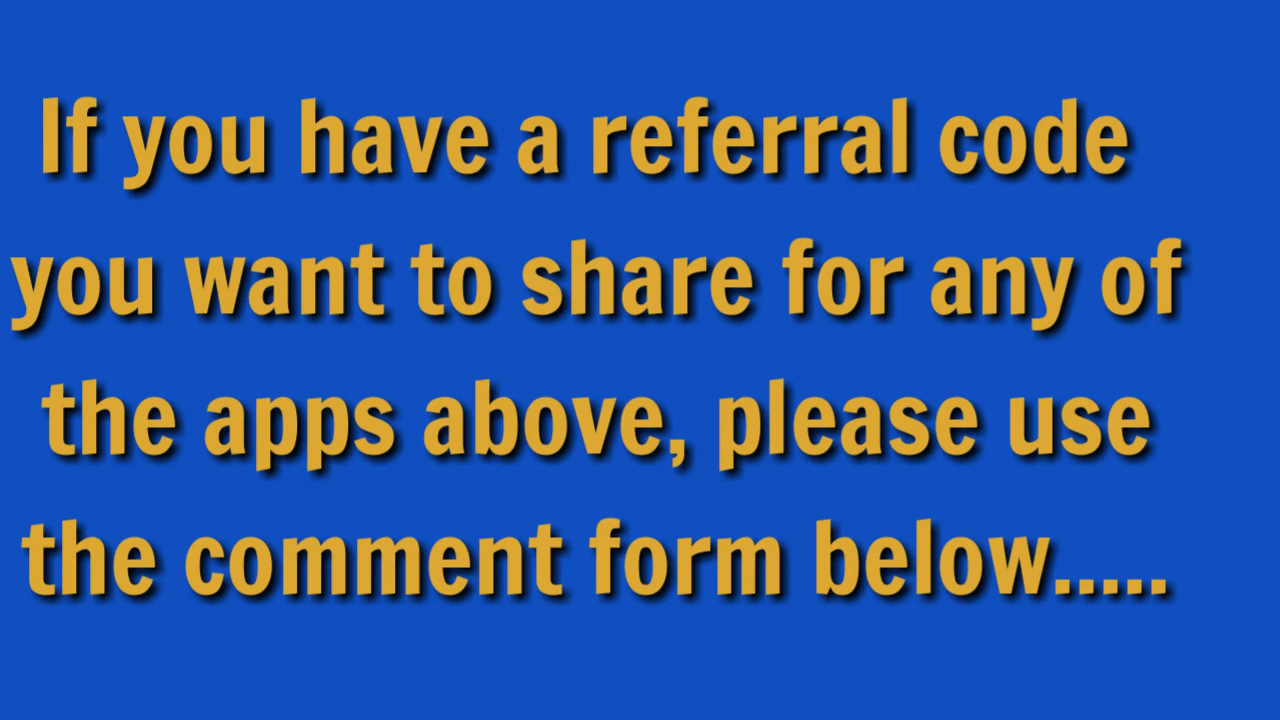 If you have a referral code
you want to share for any of
the apps above, please use
the comment form below.....